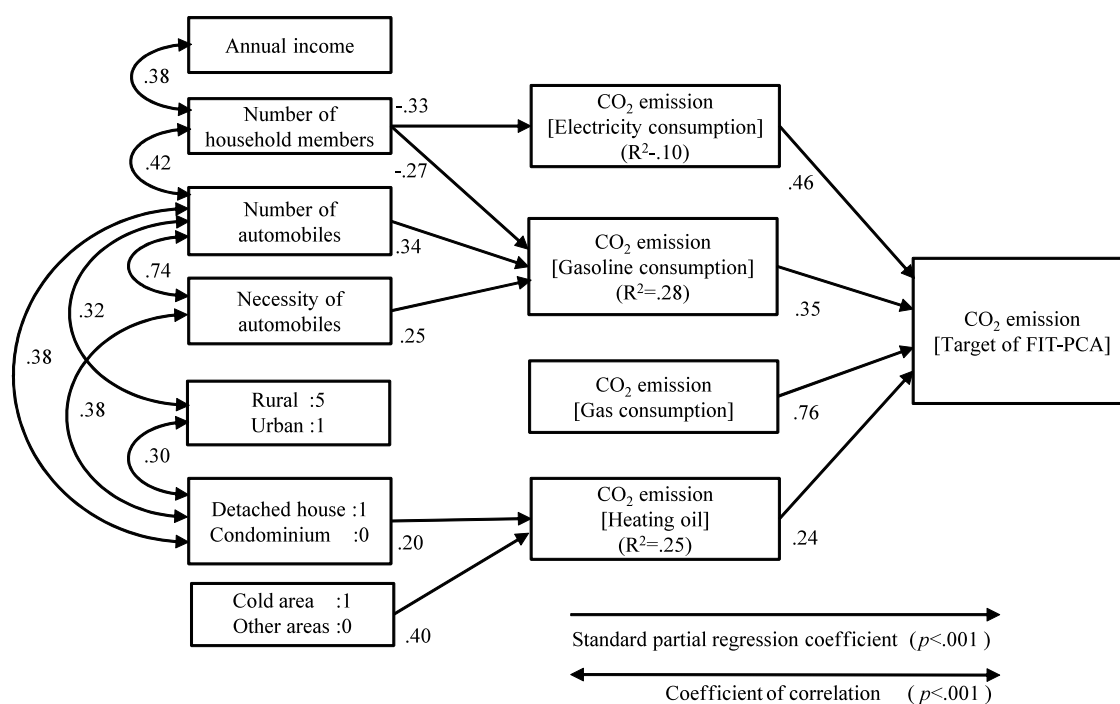 Annual income
.38
Number of
household members
-.33
-.27
.42
Number of
automobiles
.34
.74
Necessity of
automobiles
.25
.32
.38
.38
Rural :5
Urban :1
.30
Detached house :1
Condominium :0
.20
Cold area :1
Other areas :0
.40
CO₂ emission
[Electricity consumption]
(R²-.10)
.46
CO₂ emission
[Gasoline consumption]
(R²=.28)
.35
CO₂ emission
[Gas consumption]
.76
CO₂ emission
[Heating oil]
(R²=.25)
.24
CO₂ emission
[Target of FIT-PCA]
Standard partial regression coefficient (p<.001 )
Coefficient of correlation ( p<.001 )